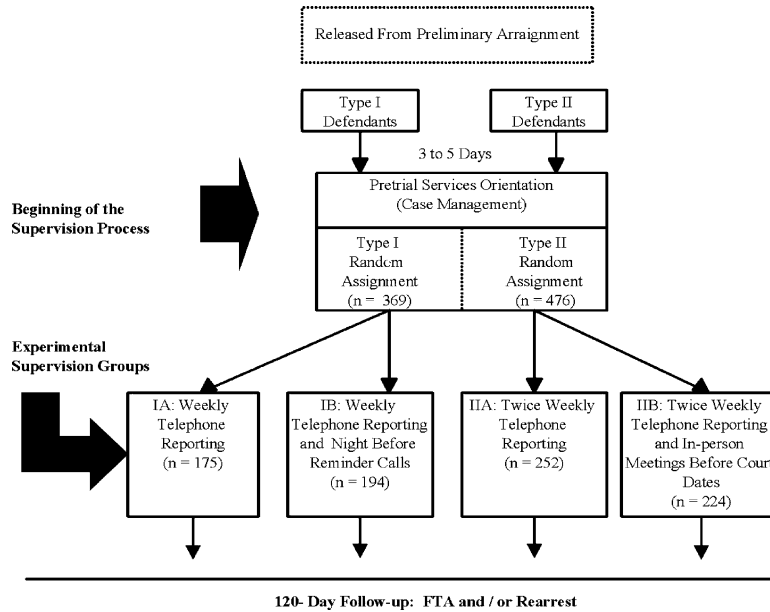 Released From Preliminary Arraignment
Type I
Defendants
Type II
Defendants
3 to 5 Days
Pretrial Services Orientation
(Case Management)
Beginning of the
Supervision Process
Type I
Random
Assignment
(n = 369)
Type II
Random
Assignment
(n = 476)
Experimental
Supervision Groups
IA: Weekly
Telephone
Reporting
(n = 175)
IB: Weekly
Telephone Reporting
and Night Before
Reminder Calls
(n = 194)
IIA: Twice Weekly
Telephone
Reporting
(n = 252)
IIB: Twice Weekly
Telephone Reporting
and In-person
Meetings Before Court
Dates
(n = 224)
120- Day Follow-up: FTA and / or Rearrest